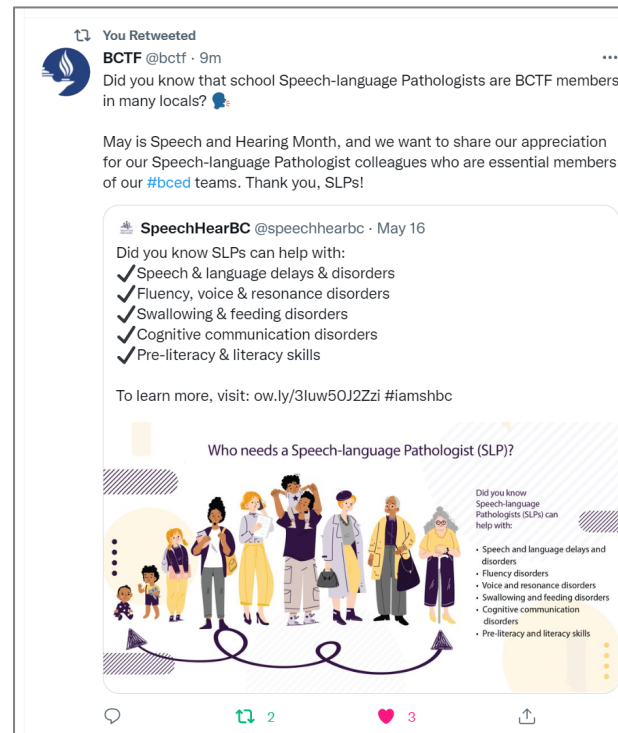 You Retweeted
BCTF @bctf · 9m
Did you know that school Speech-language Pathologists are BCTF members
in many locals?
May is Speech and Hearing Month, and we want to share our appreciation
for our Speech-language Pathologist colleagues who are essential members
of our #bced teams. Thank you, SLPs!
SpeechHearBC @speechhearbc · May 16
Did you know SLPs can help with:
✓Speech & language delays & disorders
✓Fluency, voice & resonance disorders
✓Swallowing & feeding disorders
✓Cognitive communication disorders
✓Pre-literacy & literacy skills
To learn more, visit: ow.ly/3Iuw50J2Zzi #iamshbc
Who needs a Speech-language Pathologist (SLP)?
Did you know
Speech-language
Pathologists (SLPs) can
help with:
• Speech and language delays and
disorders
• Fluency disorders
• Voice and resonance disorders
• Swallowing and feeding disorders
• Cognitive communication
disorders
• Pre-literacy and literacy skills
2 3